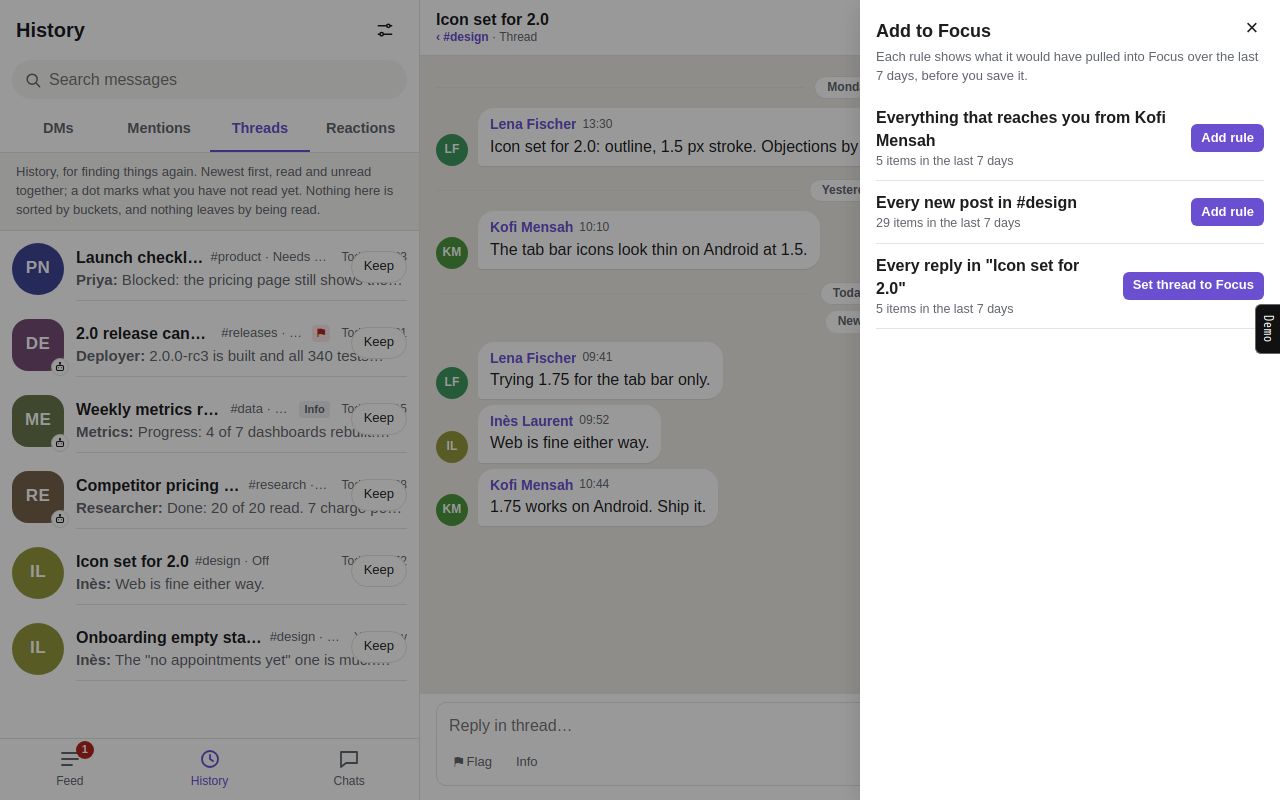 History
Search messages
DMs
Mentions
Threads
Reactions
History, for finding things again. Newest first, read and unread
together; a dot marks what you have not read yet. Nothing here is
sorted by buckets, and nothing leaves by being read.
PN
Launch checkl… #product · Needs …
Priya: Blocked: the pricing page still shows
Keep
DE
2.0 release can… #releases · …
Deployer: 2.0.0-rc3 is built and all 340 tests…
Keep
ME
Weekly metrics r… #data · … Info
Metrics: Progress: 4 of 7 dashboards
Keep
RE
Competitor pricing … #research ·…
Researcher: Done: 20 of 20 read. 7
Keep
IL
Icon set for 2.0 #design · Off
Inès: Web is fine either way.
Keep
IL
Onboarding empty sta… #design · …
Inès: The "no appointments yet" one is
Keep
1
Feed
History
Chats
Icon set for 2.0
‹ #design · Thread
LF
Lena Fischer 13:30
Icon set for 2.0: outline, 1.5 px stroke. Objections by
KM
Kofi Mensah 10:10
The tab bar icons look thin on Android at 1.5.
Toda
New
LF
Lena Fischer 09:41
Trying 1.75 for the tab bar only.
IL
Inès Laurent 09:52
Web is fine either way.
KM
Kofi Mensah 10:44
1.75 works on Android. Ship it.
Reply in thread…
Flag
Info
Add to Focus
Each rule shows what it would have pulled into Focus over the last
7 days, before you save it.
Everything that reaches you from Kofi
Mensah
5 items in the last 7 days
Add rule
Every new post in #design
29 items in the last 7 days
Add rule
Every reply in "Icon set for
2.0"
5 items in the last 7 days
Set thread to Focus
Demo